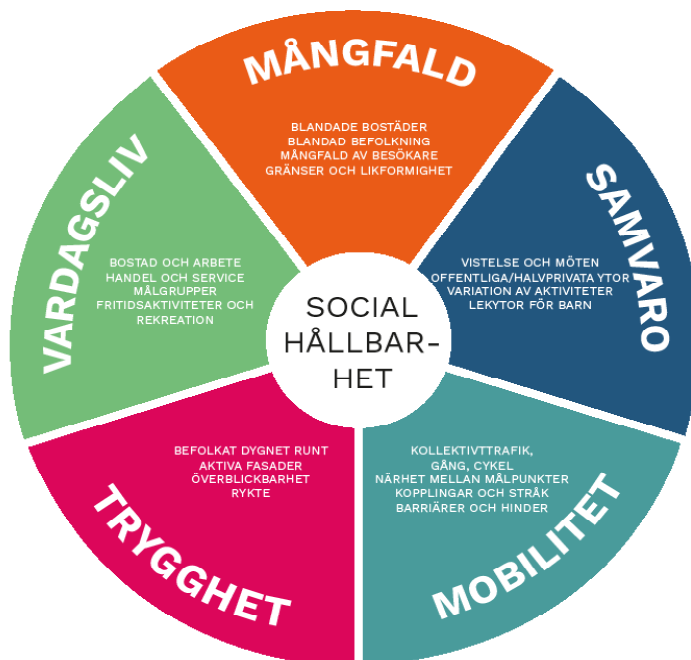 MÅNGFALD
BLANDADE BOSTÄDER
BLANDAD BEFOLKNING
MÅNGFALD AV BESÖKARE
GRÄNSER OCH LIKFORMIGHET
SAMVARO
VISTELSE OCH MÖTEN
OFFENTLIGA/HALVPRIVATA YTOR
VARIATION AV AKTIVITETER
LEKYTOR FÖR BARN
MOBILITET
KOLLEKTIVTTRAFIK,
GÅNG, CYKEL
NÄRHET MELLAN MÅLPUNKTER
KOPPLINGAR OCH STRÅK
BARRIÄRER OCH HINDER
TRYGGHET
BEFOLKAT DYGNET RUNT
AKTIVA FASADER
ÖVERBLICKBARHET
RYKTE
VARDAGSLIV
BOSTAD OCH ARBETE
HANDEL OCH SERVICE
MÅLGRUPPER
FRITIDSAKTIVITETER OCH
REKREATION
SOCIAL
HÅLLBAR-
HET